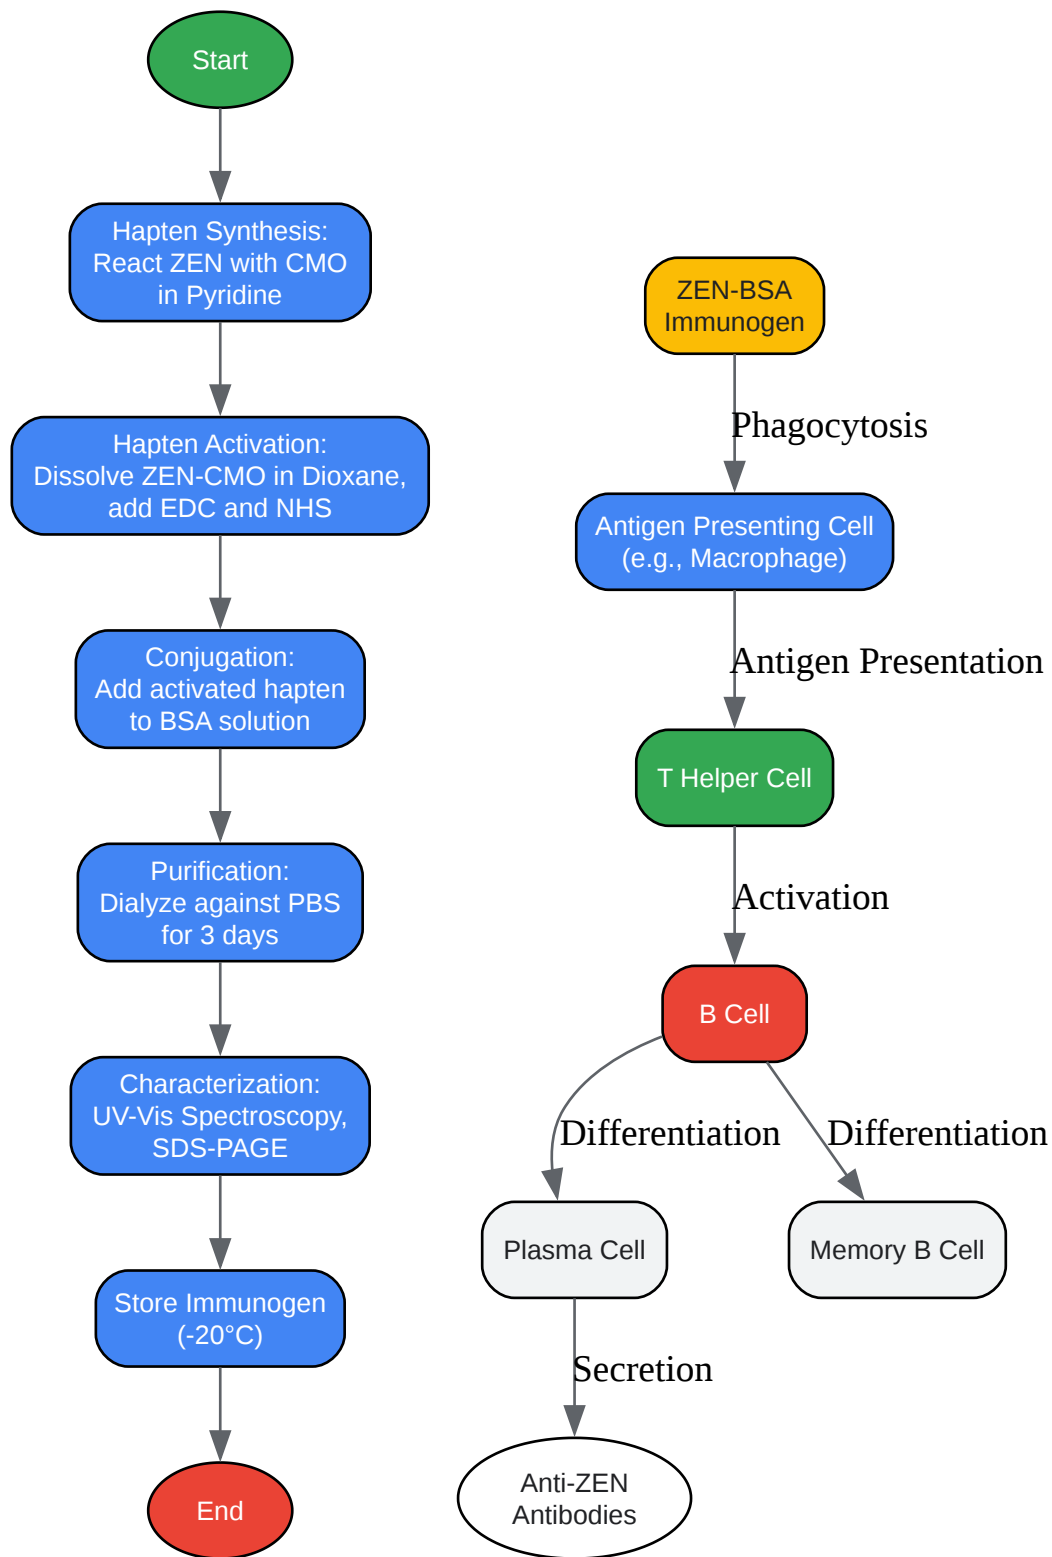 Start
Hapten Synthesis:
React ZEN with CMO
in Pyridine
Hapten Activation:
Dissolve ZEN-CMO in Dioxane,
add EDC and NHS
Conjugation:
Add activated hapten
to BSA solution
Purification:
Dialyze against PBS
for 3 days
Characterization:
UV-Vis Spectroscopy,
SDS-PAGE
Store Immunogen
(-20°C)
End
ZEN-BSA
Immunogen
Phagocytosis
Antigen Presenting Cell
(e.g., Macrophage)
Antigen Presentation
T Helper Cell
Activation
B Cell
Differentiation
Differentiation
Plasma Cell
Memory B Cell
Secretion
Anti-ZEN
Antibodies